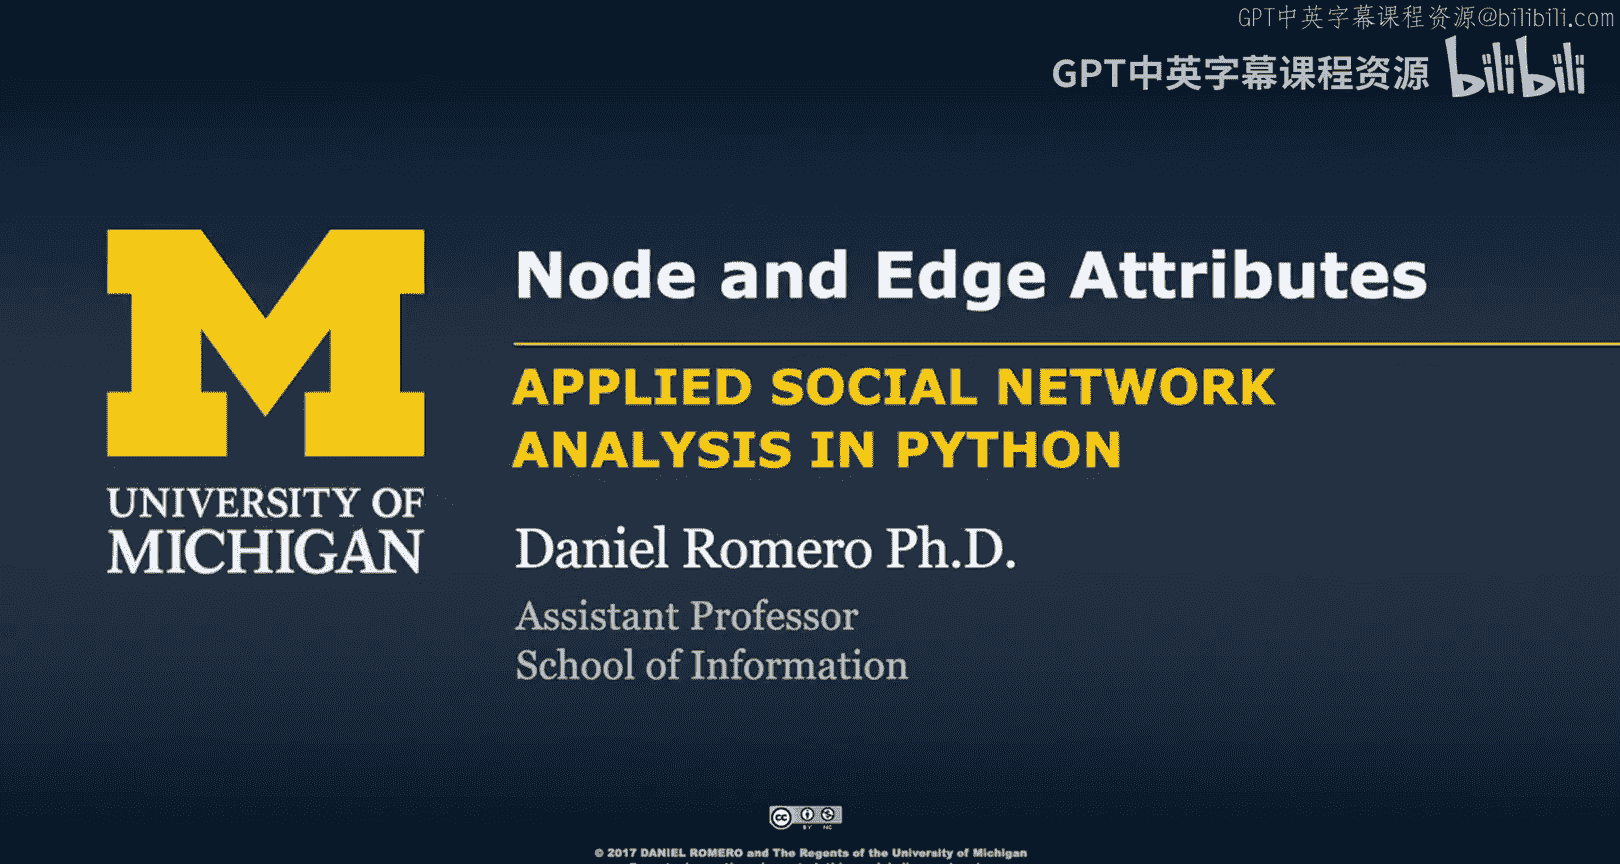 GPT中英字幕课程资源@bilibili.com
GPT中英字幕课程资源 bilibili
Node and Edge Attributes
APPLIED SOCIAL NETWORK
ANALYSIS IN PYTHON
UNIVERSITY OF
MICHIGAN
Daniel Romero Ph.D.
Assistant Professor
School of Information
cc
BY NC
© 2017 DANIEL ROMERO and The Regents of the University of Michigan